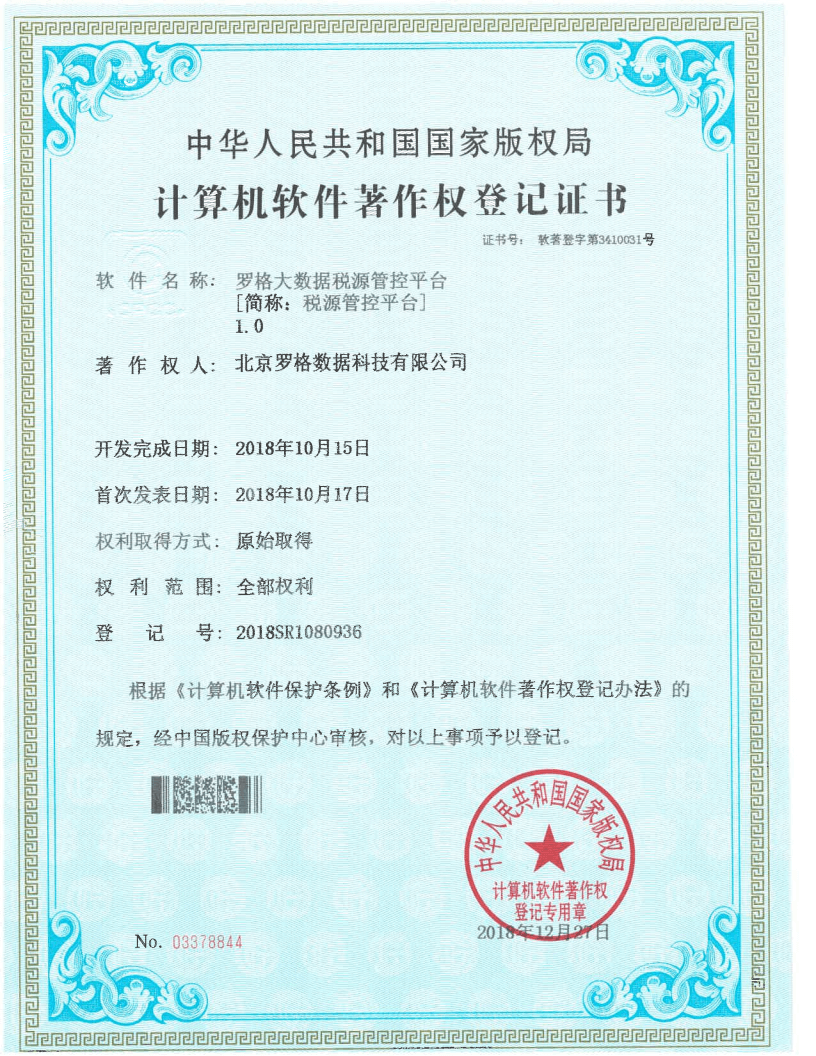 中华人民共和国国家版权局
计算机软件著作权登记证书
证书号： 软著登字第3410031号
软 件 名 称： 罗格大数据税源管控平台
[简称：税源管控平台]
1.0
著 作 权 人： 北京罗格数据科技有限公司
开发完成日期： 2018年10月15日
首次发表日期： 2018年10月17日
权利取得方式： 原始取得
权 利 范 围： 全部权利
登 记 号： 2018SR1080936
根据《计算机软件保护条例》和《计算机软件著作权登记办法》的
规定，经中国版权保护中心审核，对以上事项予以登记。
中华人民共和国国家版权局
计算机软件著作权
登记专用章
2018年12月27日
No. 03378844